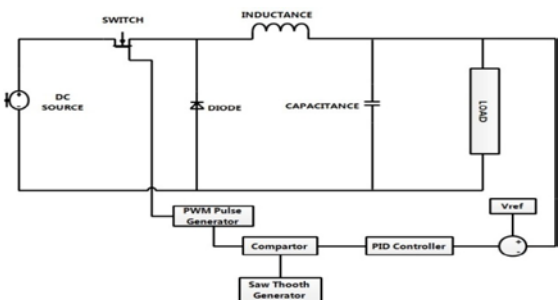 INDUCTANCE
SWITCH
DC
SOURCE
DIODE
CAPACITANCE
LOAD
PWM Pulse
Generator
Vref
Compartor
PID Controller
Saw Thooth
Generator